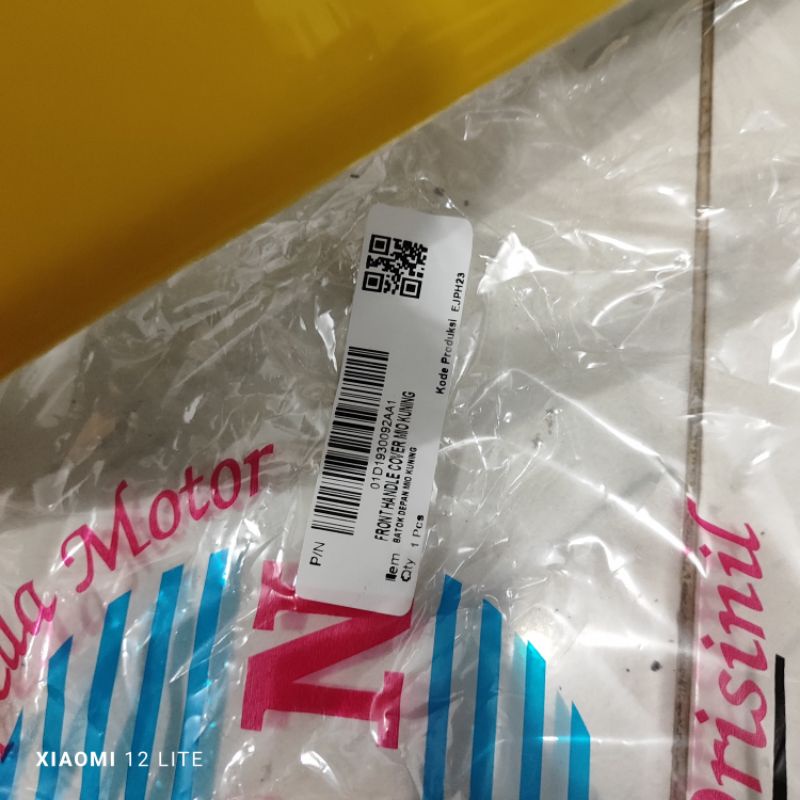 Kode Produksi EJPH23
P/N
01D1930092AA1
FRONT HANDLE COVER MIO KUNING
BATOK DEPAN MIO KUNING
Item
Qty 1 Pcs
Motor
N
XIAOMI 12 LITE